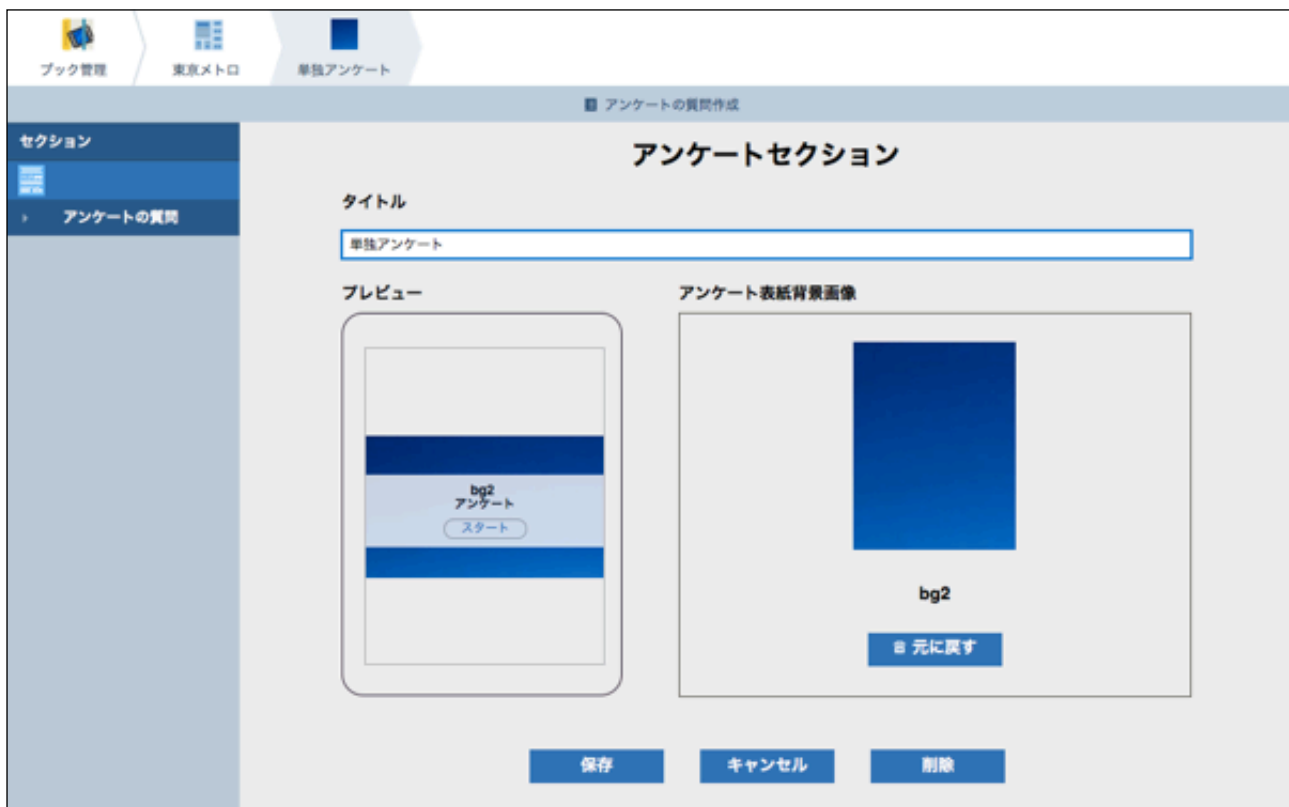 ブック管理
東京メトロ
単独アンケート
アンケートの質問作成
セクション
アンケートの質問
アンケートセクション
タイトル
単独アンケート
プレビュー
アンケート表紙背景画像
bg2
アンケート
スタート
bg2
元に戻す
保存
キャンセル
削除